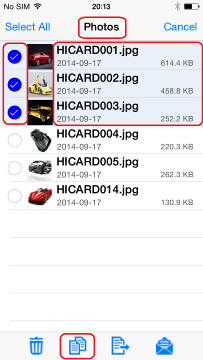 No SIM 20:13
Select All Photos Cancel
HICARD001.jpg
2014-09-17 614.4 KB
HICARD002.jpg
2014-09-17 458.8 KB
HICARD003.jpg
2014-09-17 252.2 KB
HICARD004.jpg
2014-09-17 220.3 KB
HICARD005.jpg
2014-09-17 262.3 KB
HICARD014.jpg
2014-09-17 130.9 KB